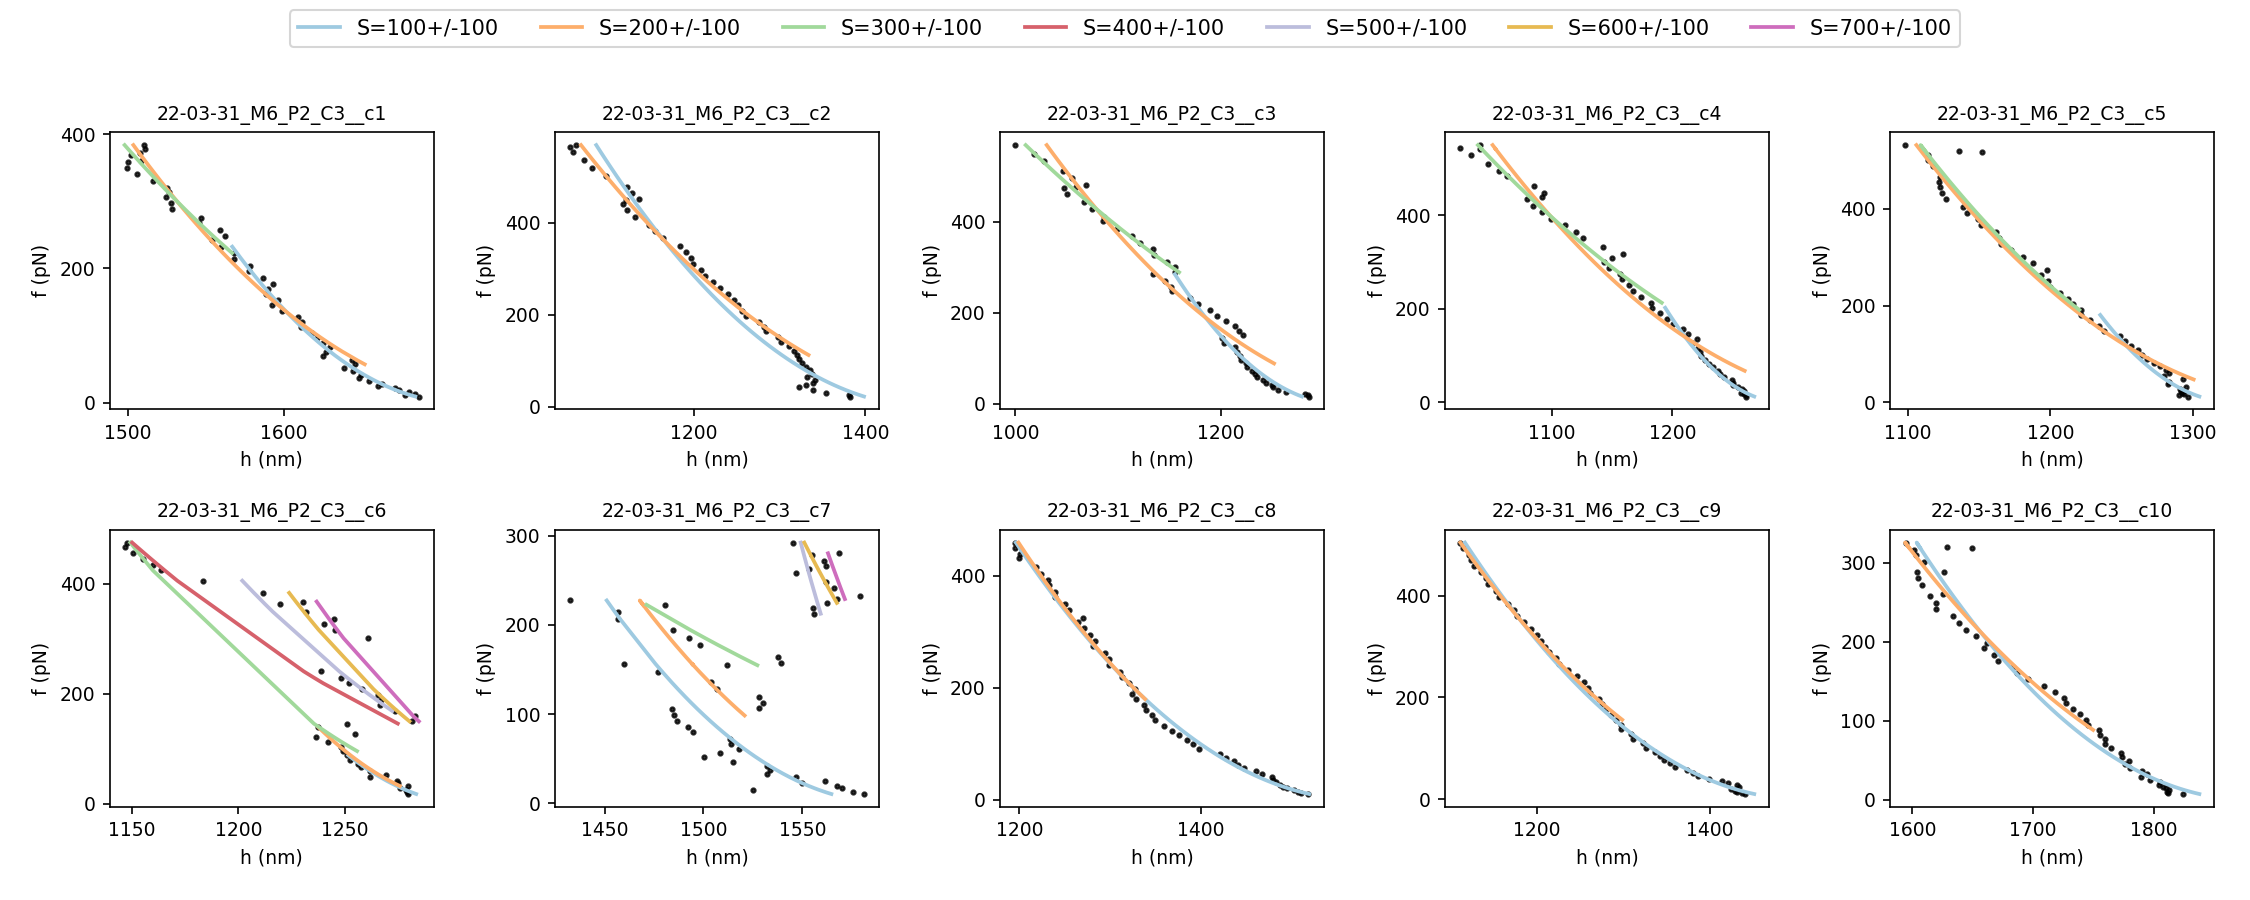 S=100+/-100 S=200+/-100 S=300+/-100 S=400+/-100 S=500+/-100 S=600+/-100 S=700+/-100
22-03-31_M6_P2_C3__c1
400
200
0
f (pN)
1500 1600
h (nm)
22-03-31_M6_P2_C3__c2
400
200
0
f (pN)
1200 1400
h (nm)
22-03-31_M6_P2_C3__c3
400
200
0
f (pN)
1000 1200
h (nm)
22-03-31_M6_P2_C3__c4
400
200
0
f (pN)
1100 1200
h (nm)
22-03-31_M6_P2_C3__c5
400
200
0
f (pN)
1100 1200 1300
h (nm)
22-03-31_M6_P2_C3__c6
400
200
0
f (pN)
1150 1200 1250
h (nm)
22-03-31_M6_P2_C3__c7
300
200
100
0
f (pN)
1450 1500 1550
h (nm)
22-03-31_M6_P2_C3__c8
400
200
0
f (pN)
1200 1400
h (nm)
22-03-31_M6_P2_C3__c9
400
200
0
f (pN)
1200 1400
h (nm)
22-03-31_M6_P2_C3__c10
300
200
100
0
f (pN)
1600 1700 1800
h (nm)